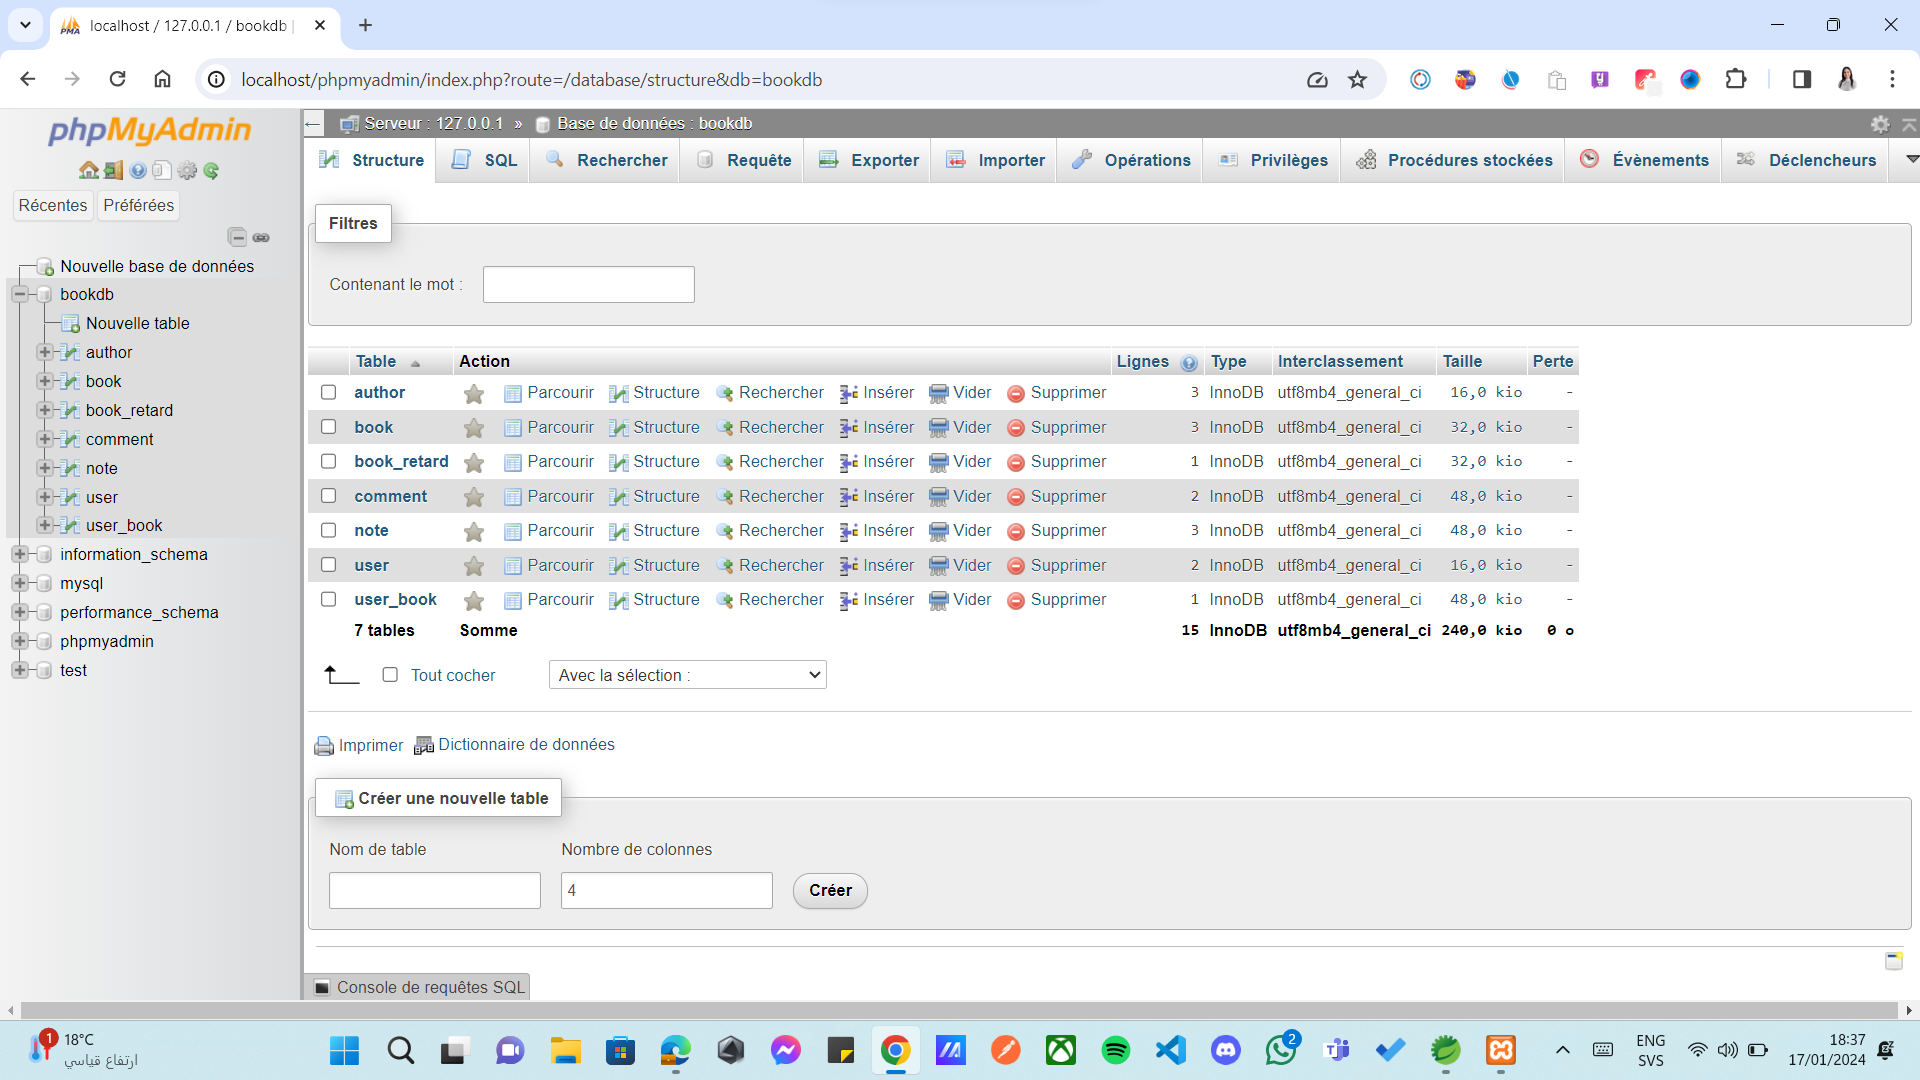 localhost / 127.0.0.1 / bookdb |
localhost/phpmyadmin/index.php?route=/database/structure&db=bookdb
phpMyAdmin
Récentes Préférées
Nouvelle base de données
bookdb
Nouvelle table
author
book
book_retard
comment
note
user
user_book
information_schema
mysql
performance_schema
phpmyadmin
test
Serveur : 127.0.0.1 » Base de données : bookdb
Structure SQL Rechercher Requête Exporter Importer Opérations Privilèges Procédures stockées Évènements Déclencheurs
Filtres
Contenant le mot :
Table Action Lignes Type Interclassement Taille Perte
author Parcourir Structure Rechercher Insérer Vider Supprimer 3 InnoDB utf8mb4_general_ci 16,0 kio -
book Parcourir Structure Rechercher Insérer Vider Supprimer 3 InnoDB utf8mb4_general_ci 32,0 kio -
book_retard Parcourir Structure Rechercher Insérer Vider Supprimer 1 InnoDB utf8mb4_general_ci 32,0 kio -
comment Parcourir Structure Rechercher Insérer Vider Supprimer 2 InnoDB utf8mb4_general_ci 48,0 kio -
note Parcourir Structure Rechercher Insérer Vider Supprimer 3 InnoDB utf8mb4_general_ci 48,0 kio -
user Parcourir Structure Rechercher Insérer Vider Supprimer 2 InnoDB utf8mb4_general_ci 16,0 kio -
user_book Parcourir Structure Rechercher Insérer Vider Supprimer 1 InnoDB utf8mb4_general_ci 48,0 kio -
7 tables Somme 15 InnoDB utf8mb4_general_ci 240,0 kio 0 o
Tout cocher Avec la sélection :
Imprimer Dictionnaire de données
Créer une nouvelle table
Nom de table Nombre de colonnes
4 Créer
Console de requêtes SQL
1 18°C
ارتفاع قياسي
2
ENG
SVS
18:37
17/01/2024